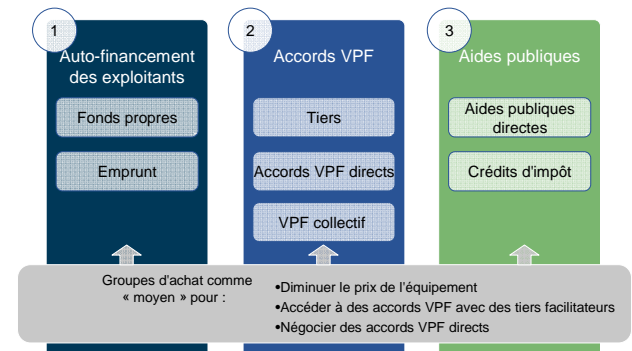 1
Auto-financement
des exploitants
Fonds propres
Emprunt
2
Accords VPF
Tiers
Accords VPF directs
VPF collectif
3
Aides publiques
Aides publiques
directes
Crédits d'impôt
Groupes d'achat comme
« moyen » pour :
•Diminuer le prix de l'équipement
•Accéder à des accords VPF avec des tiers facilitateurs
•Négocier des accords VPF directs